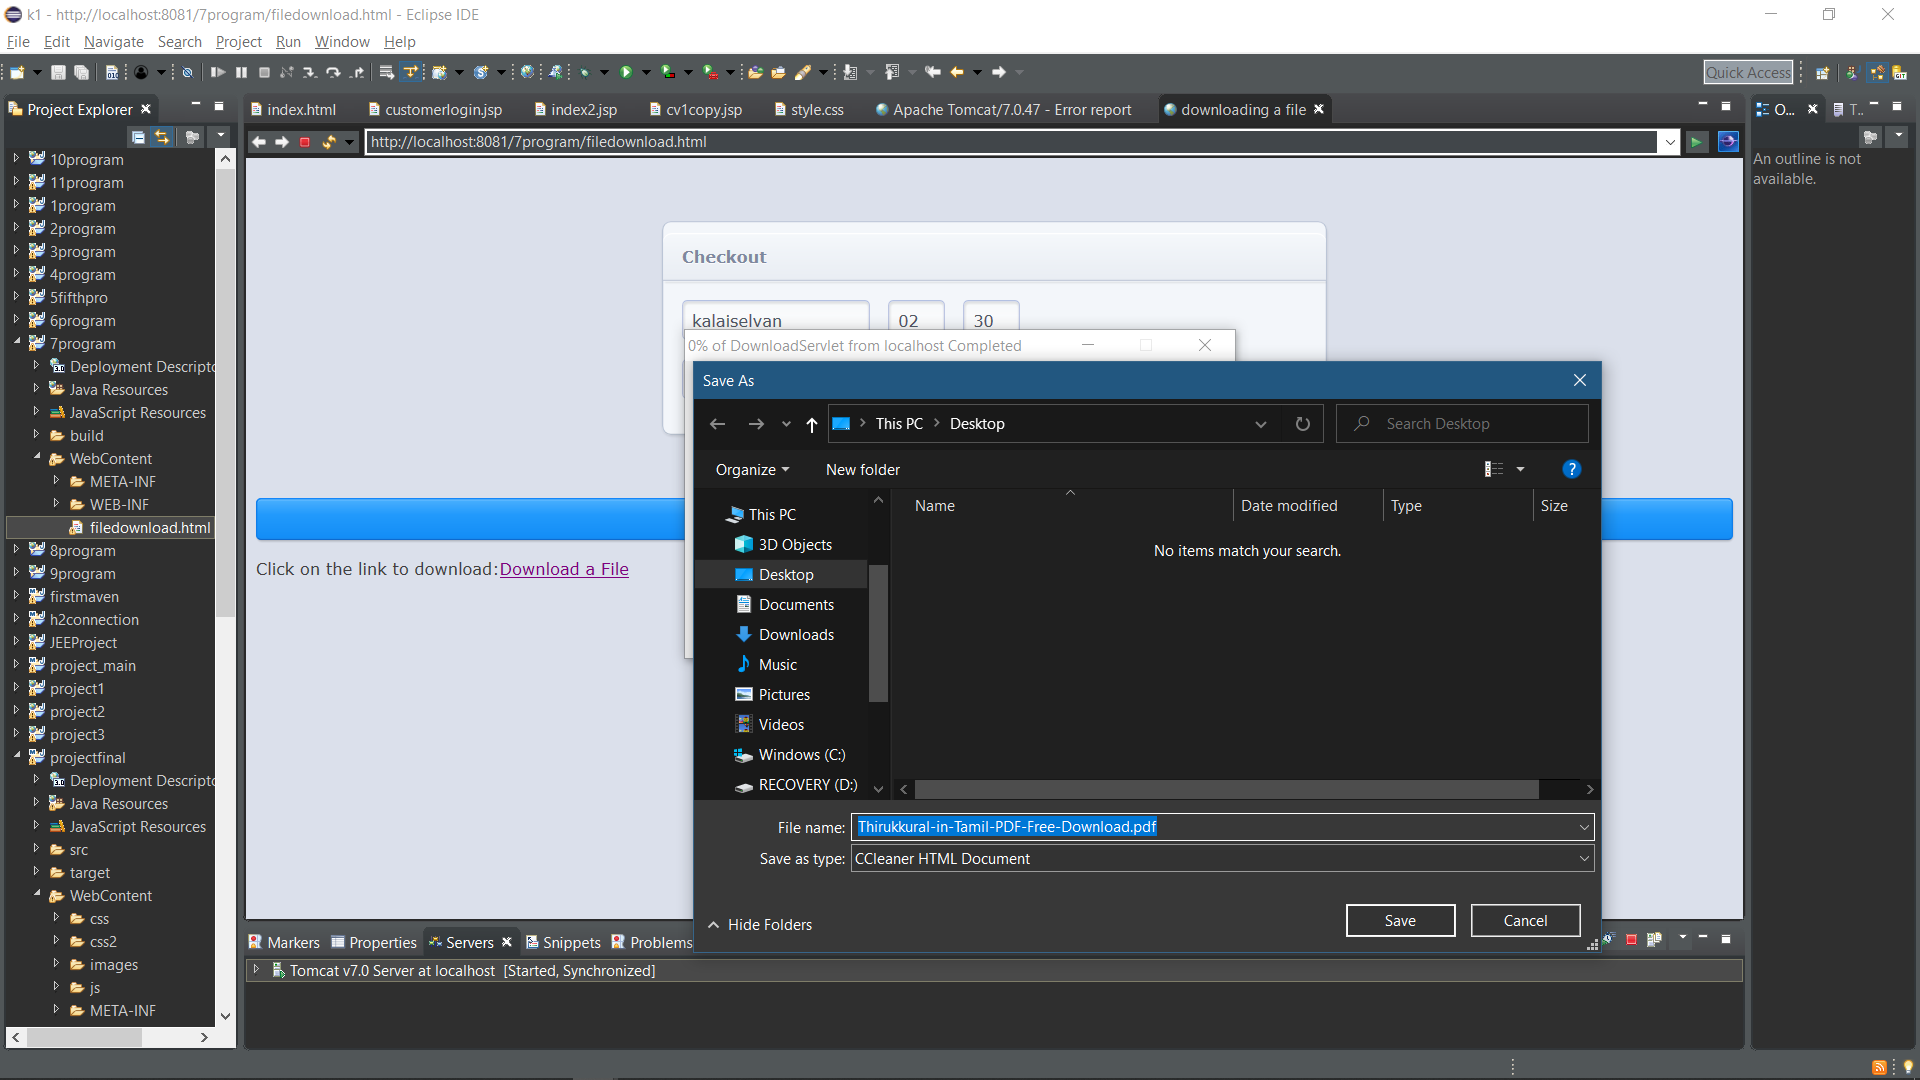 k1 - http://localhost:8081/7program/filedownload.html - Eclipse IDE
File Edit Navigate Search Project Run Window Help
Quick Access
Project Explorer
index.html
customerlogin.jsp
index2.jsp
cv1copy.jsp
style.css
Apache Tomcat/7.0.47 - Error report
downloading a file
O...
T...
http://localhost:8081/7program/filedownload.html
An outline is not
available.
10program
11program
1program
2program
3program
4program
5fifthpro
6program
7program
Deployment Descripto
Java Resources
JavaScript Resources
build
WebContent
META-INF
WEB-INF
filedownload.html
8program
9program
firstmaven
h2connection
JEEProject
project_main
project1
project2
project3
projectfinal
Deployment Descripto
Java Resources
JavaScript Resources
src
target
WebContent
css
css2
images
js
META-INF
Checkout
kalaiselvan
02
30
Click on the link to download:Download a File
0% of DownloadServlet from localhost Completed
Save As
This PC
Desktop
Search Desktop
Organize
New folder
?
Name
Date modified
Type
Size
No items match your search.
This PC
3D Objects
Desktop
Documents
Downloads
Music
Pictures
Videos
Windows (C:)
RECOVERY (D:)
File name: Thirukkural-in-Tamil-PDF-Free-Download.pdf
Save as type: CCleaner HTML Document
Hide Folders
Save
Cancel
Markers
Properties
Servers
Snippets
Problems
Tomcat v7.0 Server at localhost [Started, Synchronized]